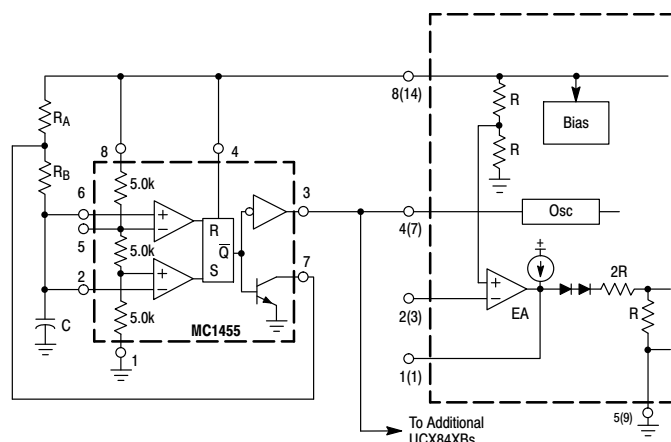 8(14)
R
R
Bias
RA
RB
8
4
6
5.0k
+
−
R
3
4(7)
Osc
5
5.0k
Q
7
+
−
S
2
+
−
EA
2R
2(3)
R
5.0k
C
MC1455
1
1(1)
5(9)
To Additional
UCX84XBs